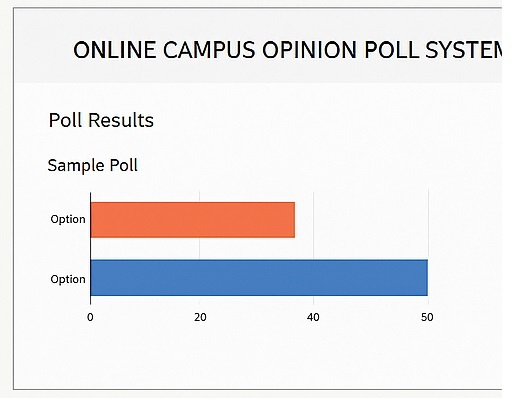 ONLINE CAMPUS OPINION POLL SYSTEM
Poll Results
Sample Poll
Option
Option
0 20 40 50